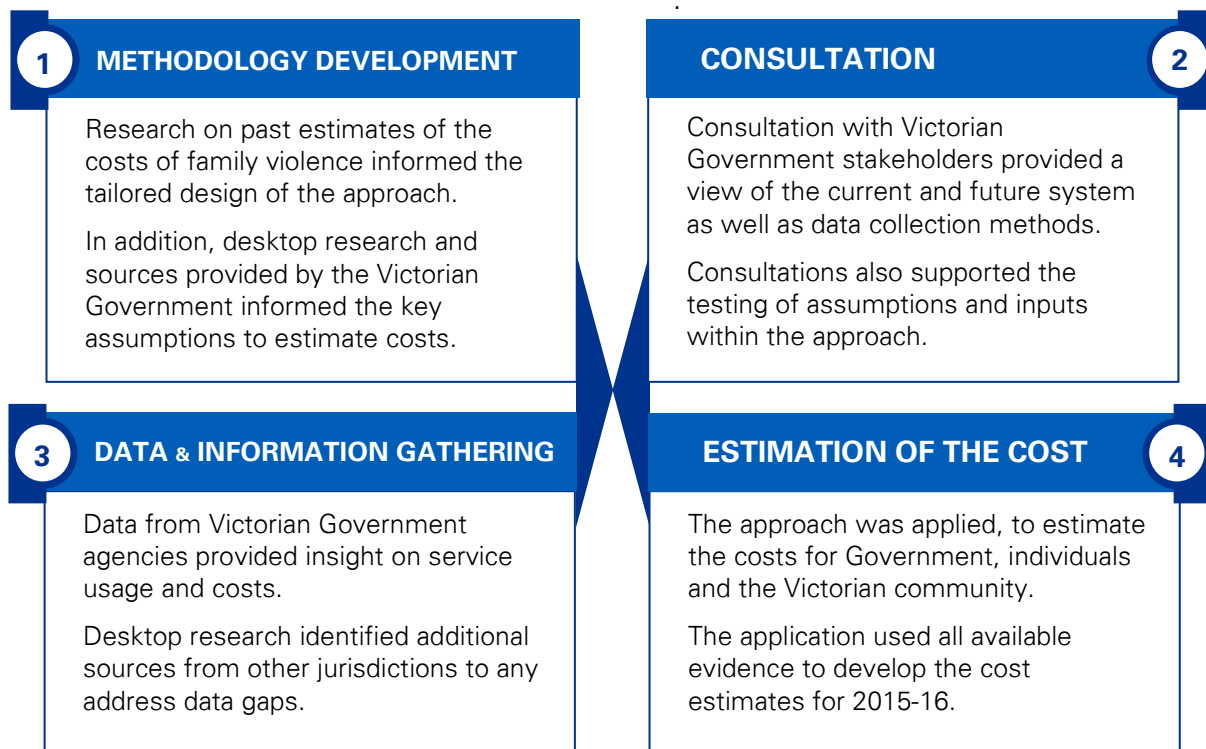 1
METHODOLOGY DEVELOPMENT
Research on past estimates of the
costs of family violence informed the
tailored design of the approach.
In addition, desktop research and
sources provided by the Victorian
Government informed the key
assumptions to estimate costs.
CONSULTATION
2
Consultation with Victorian
Government stakeholders provided a
view of the current and future system
as well as data collection methods.
Consultations also supported the
testing of assumptions and inputs
within the approach.
3
DATA & INFORMATION GATHERING
Data from Victorian Government
agencies provided insight on service
usage and costs.
Desktop research identified additional
sources from other jurisdictions to any
address data gaps.
ESTIMATION OF THE COST
4
The approach was applied, to estimate
the costs for Government, individuals
and the Victorian community.
The application used all available
evidence to develop the cost
estimates for 2015-16.